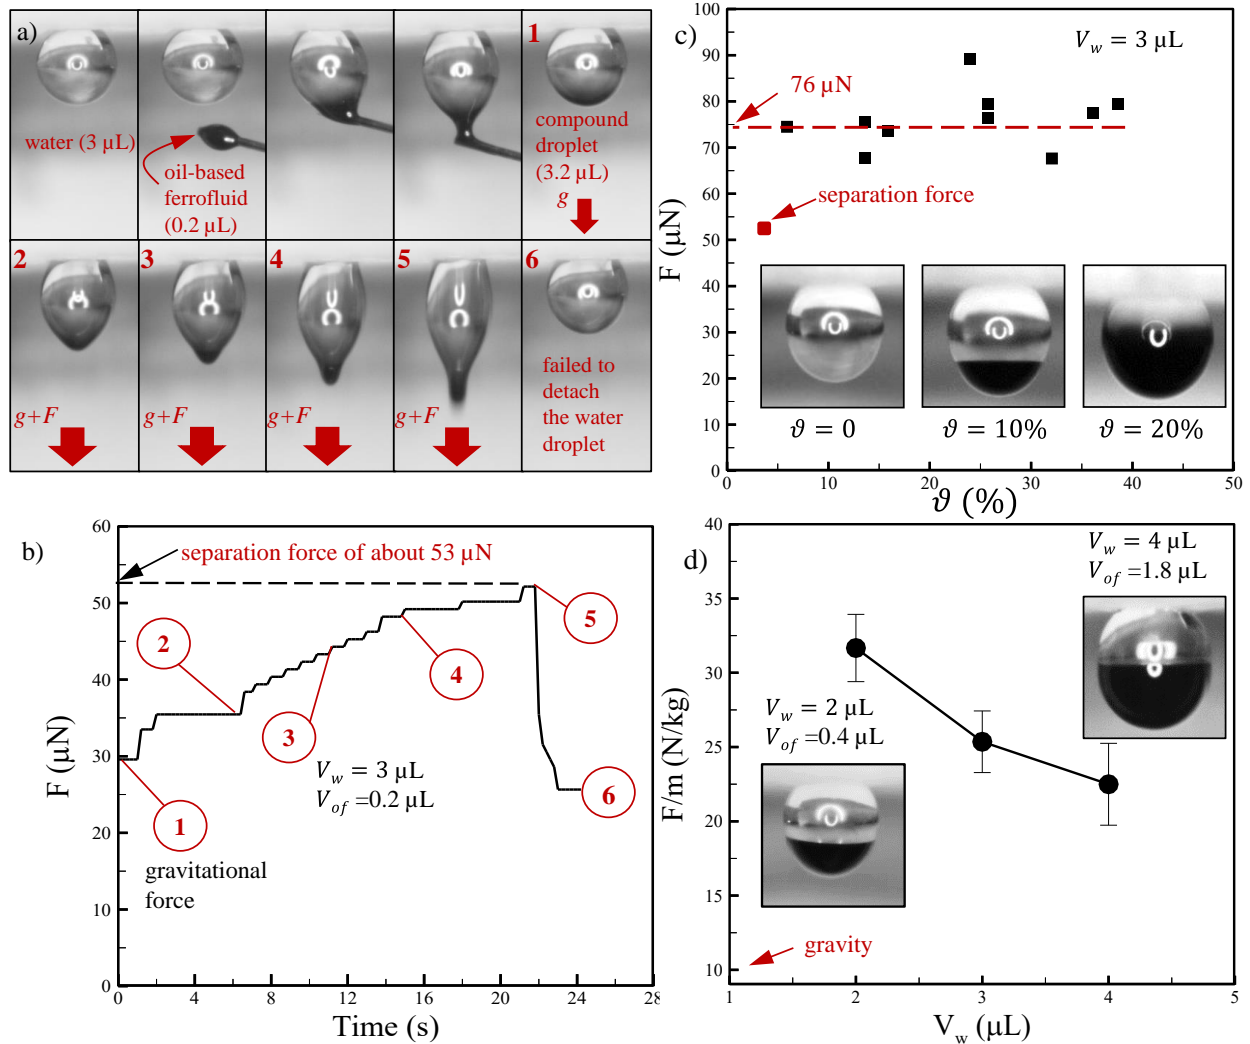 a)
1
water (3 µL)
oil-based
ferrofluid
(0.2 µL)
compound
droplet
(3.2 µL)
g
2
3
4
5
6
g+F
g+F
g+F
g+F
failed to
detach
the water
droplet
b)
60
50
40
30
20
10
0
F (µN)
separation force of about 53 µN
1
2
3
4
5
6
V_w = 3 µL
V_of =0.2 µL
gravitational
force
0 4 8 12 16 20 24 28
Time (s)
c)
100
90
80
70
60
50
40
30
20
10
0
F (µN)
V_w = 3 µL
76 µN
separation force
ϑ = 0
ϑ = 10%
ϑ = 20%
0 10 20 30 40 50
ϑ (%)
d)
40
35
31
25
21
15
10
F/m (N/kg)
V_w = 4 µL
V_of =1.8 µL
V_w = 2 µL
V_of =0.4 µL
gravity
1 2 3 4 5
V_w (µL)